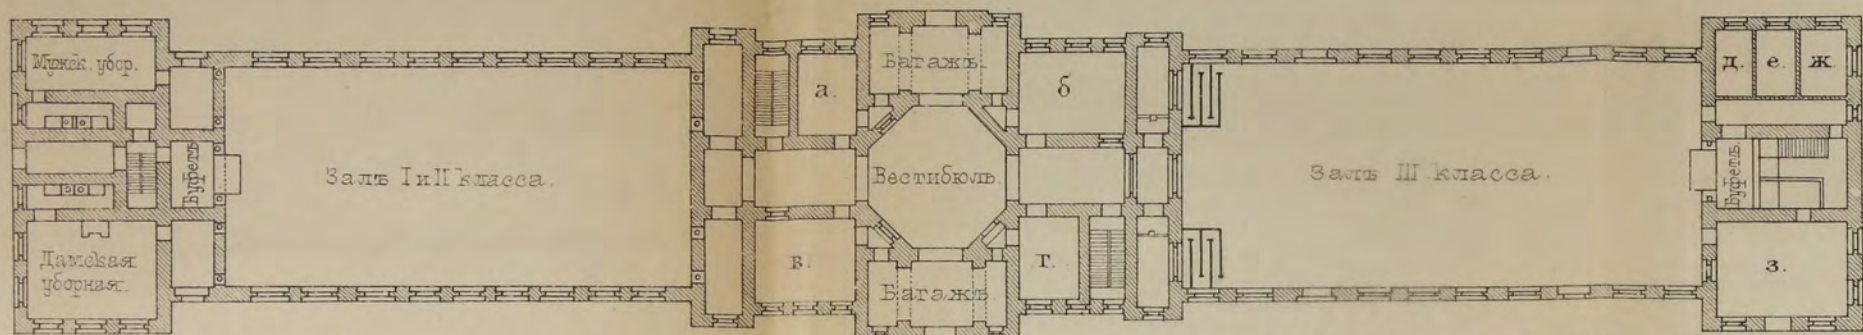 Мужск. убор.
Буфетъ
Дамская
уборная.
Залъ I и II класса.
а.
в.
Багажъ.
Вестибюль.
Багажъ.
б
г.
Залъ III класса.
Буфетъ
д. е. ж.
з.